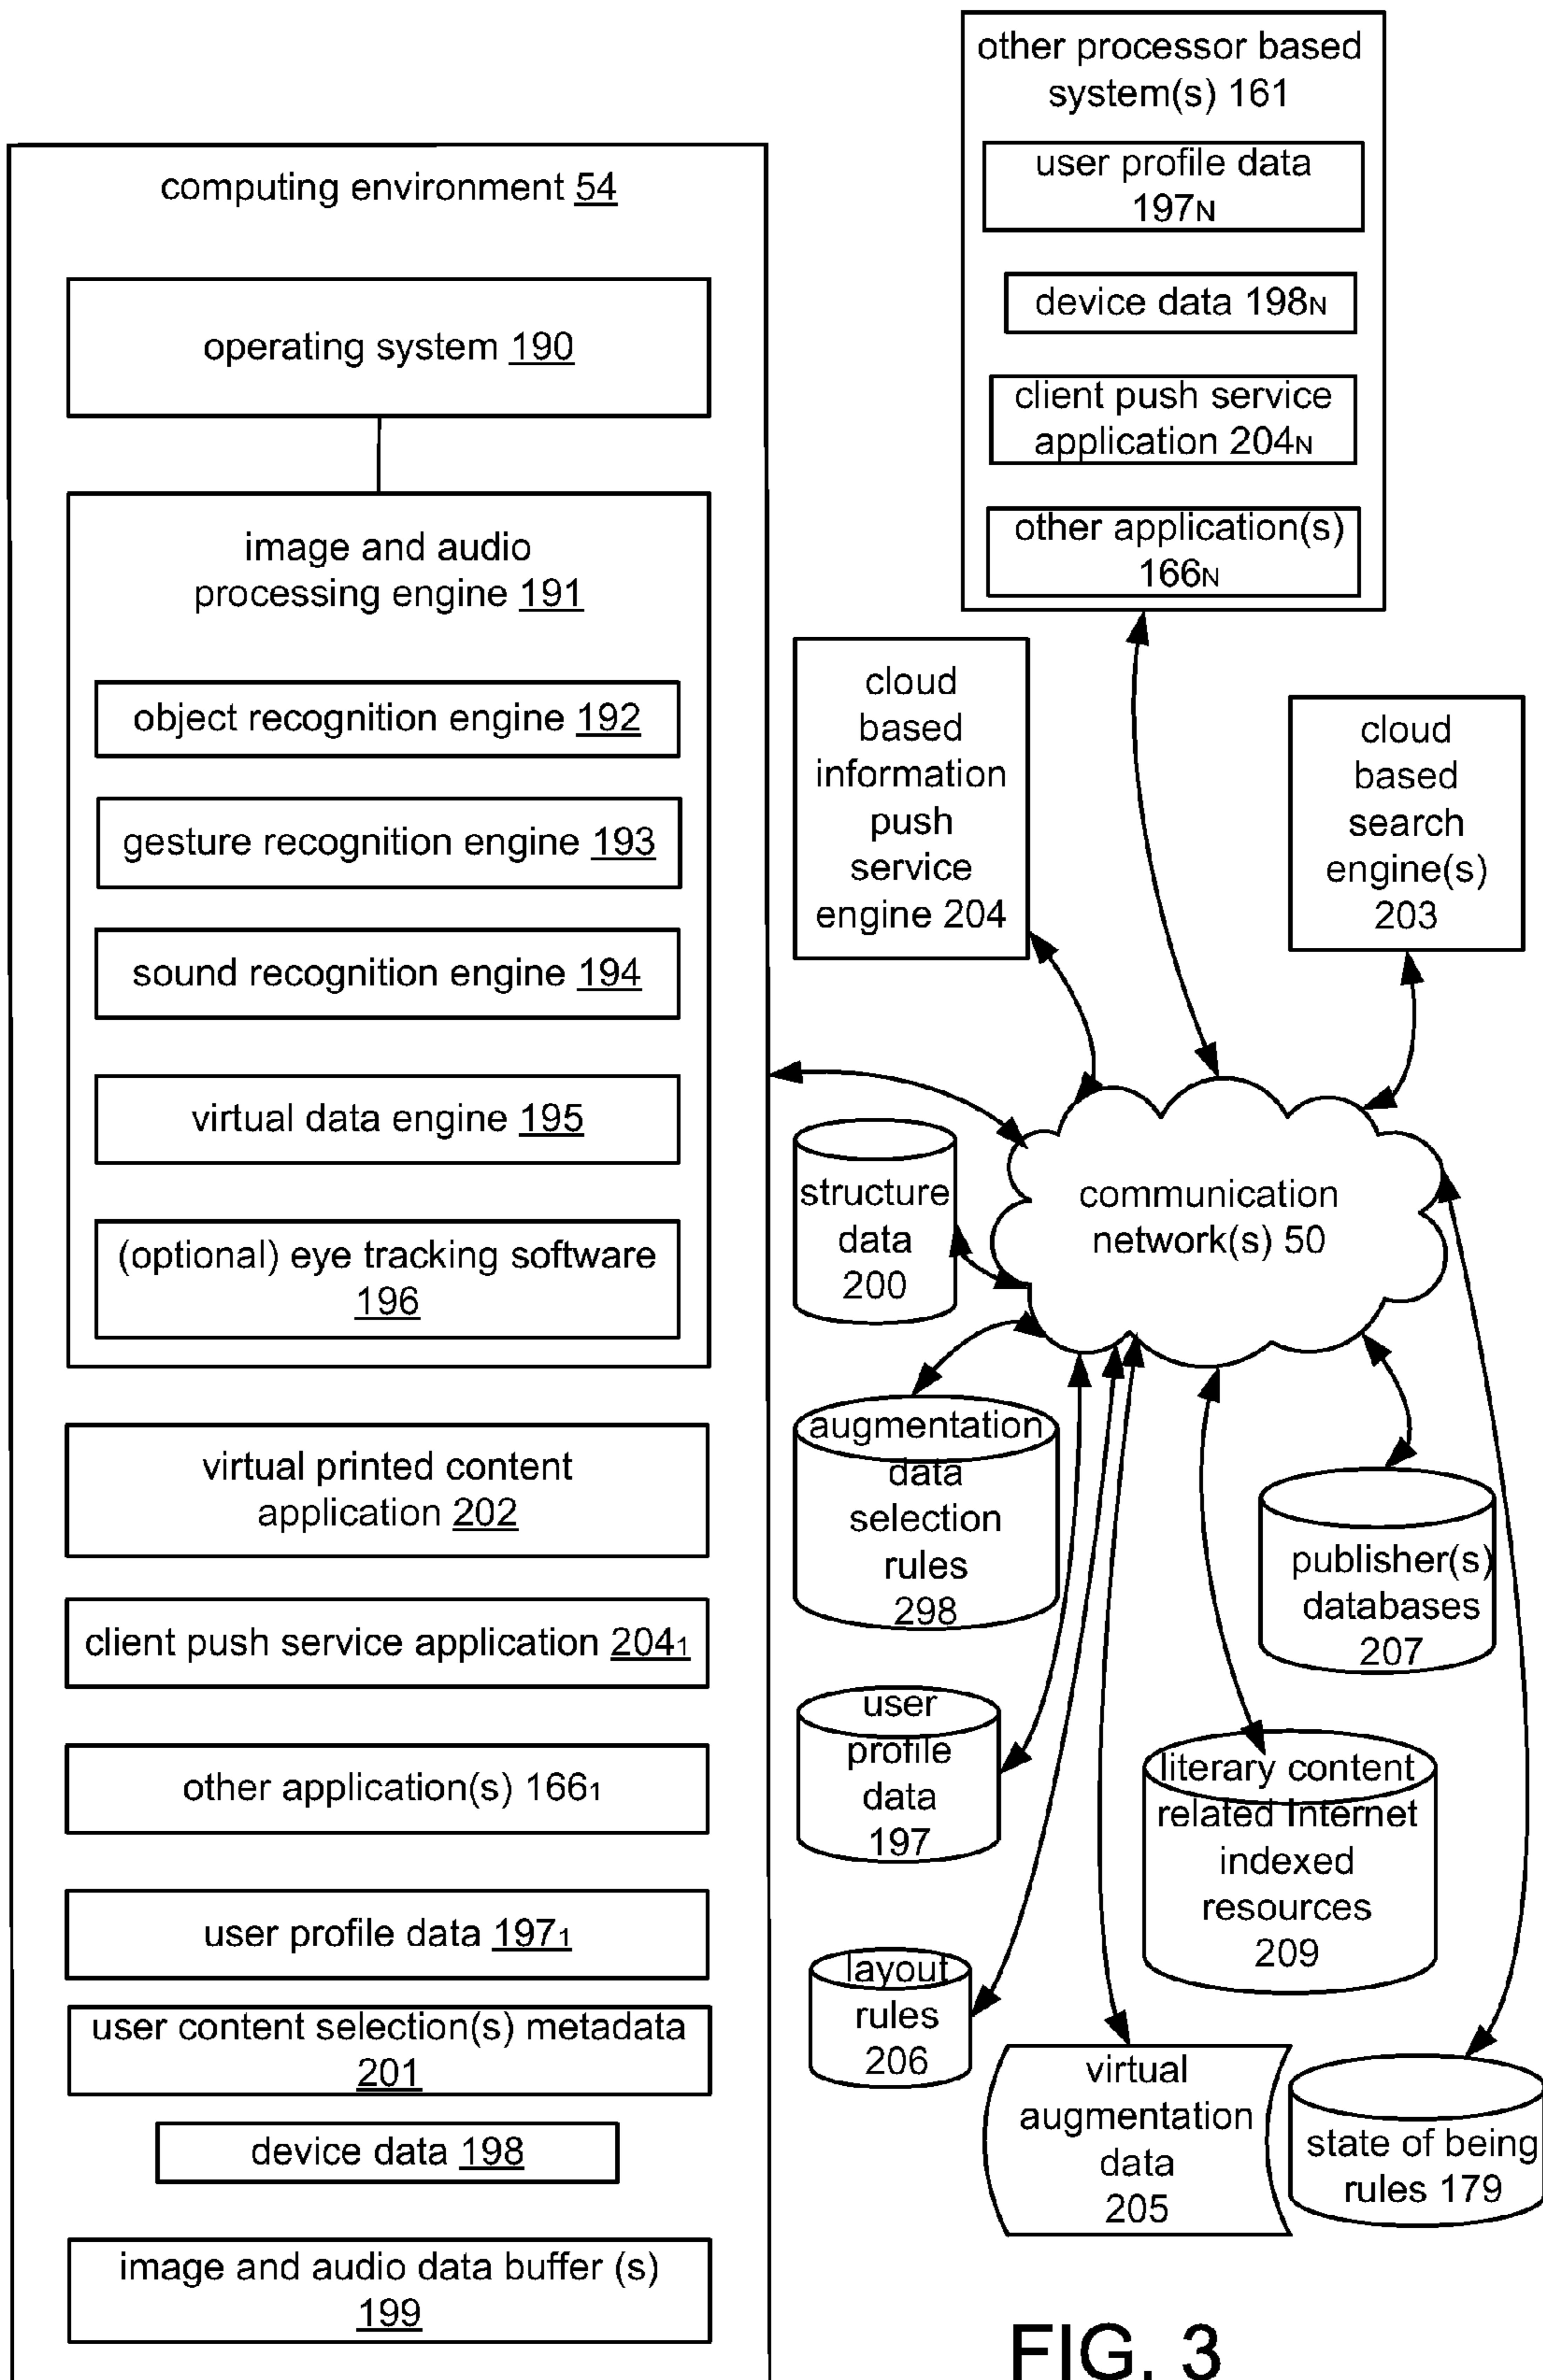 computing environment 54
operating system 190
image and audio
processing engine 191
object recognition engine 192
gesture recognition engine 193
sound recognition engine 194
virtual data engine 195
(optional) eye tracking software
196
virtual printed content
application 202
client push service application 204₁
other application(s) 166₁
user profile data 197₁
user content selection(s) metadata
201
device data 198
image and audio data buffer (s)
199
other processor based
system(s) 161
user profile data
197N
device data 198N
client push service
application 204N
other application(s)
166N
cloud
based
information
push
service
engine 204
cloud
based
search
engine(s)
203
communication
network(s) 50
structure
data
200
augmentation
data
selection
rules
298
publisher(s)
databases
207
user
profile
data
197
literary content
related Internet
indexed
resources
209
layout
rules
206
virtual
augmentation
data
205
state of being
rules 179
FIG. 3